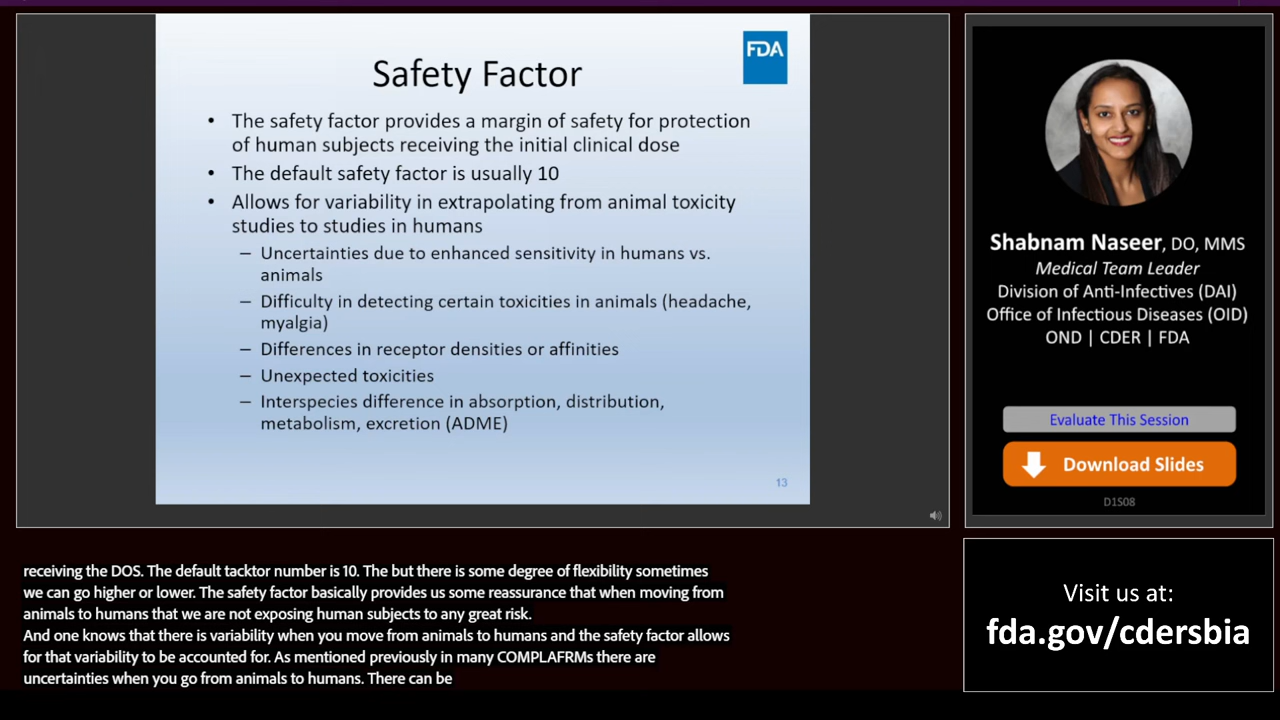 FDA
Safety Factor
• The safety factor provides a margin of safety for protection
of human subjects receiving the initial clinical dose
• The default safety factor is usually 10
• Allows for variability in extrapolating from animal toxicity
studies to studies in humans
– Uncertainties due to enhanced sensitivity in humans vs.
animals
– Difficulty in detecting certain toxicities in animals (headache,
myalgia)
– Differences in receptor densities or affinities
– Unexpected toxicities
– Interspecies difference in absorption, distribution,
metabolism, excretion (ADME)
13
Shabnam Naseer, DO, MMS
Medical Team Leader
Division of Anti-Infectives (DAI)
Office of Infectious Diseases (OID)
OND | CDER | FDA
Evaluate This Session
Download Slides
D1S08
receiving the DOS. The default tacktor number is 10. The but there is some degree of flexibility sometimes
we can go higher or lower. The safety factor basically provides us some reassurance that when moving from
animals to humans that we are not exposing human subjects to any great risk.
And one knows that there is variability when you move from animals to humans and the safety factor allows
for that variability to be accounted for. As mentioned previously in many COMPLAFRMs there are
uncertainties when you go from animals to humans. There can be
Visit us at:
fda.gov/cdersbia